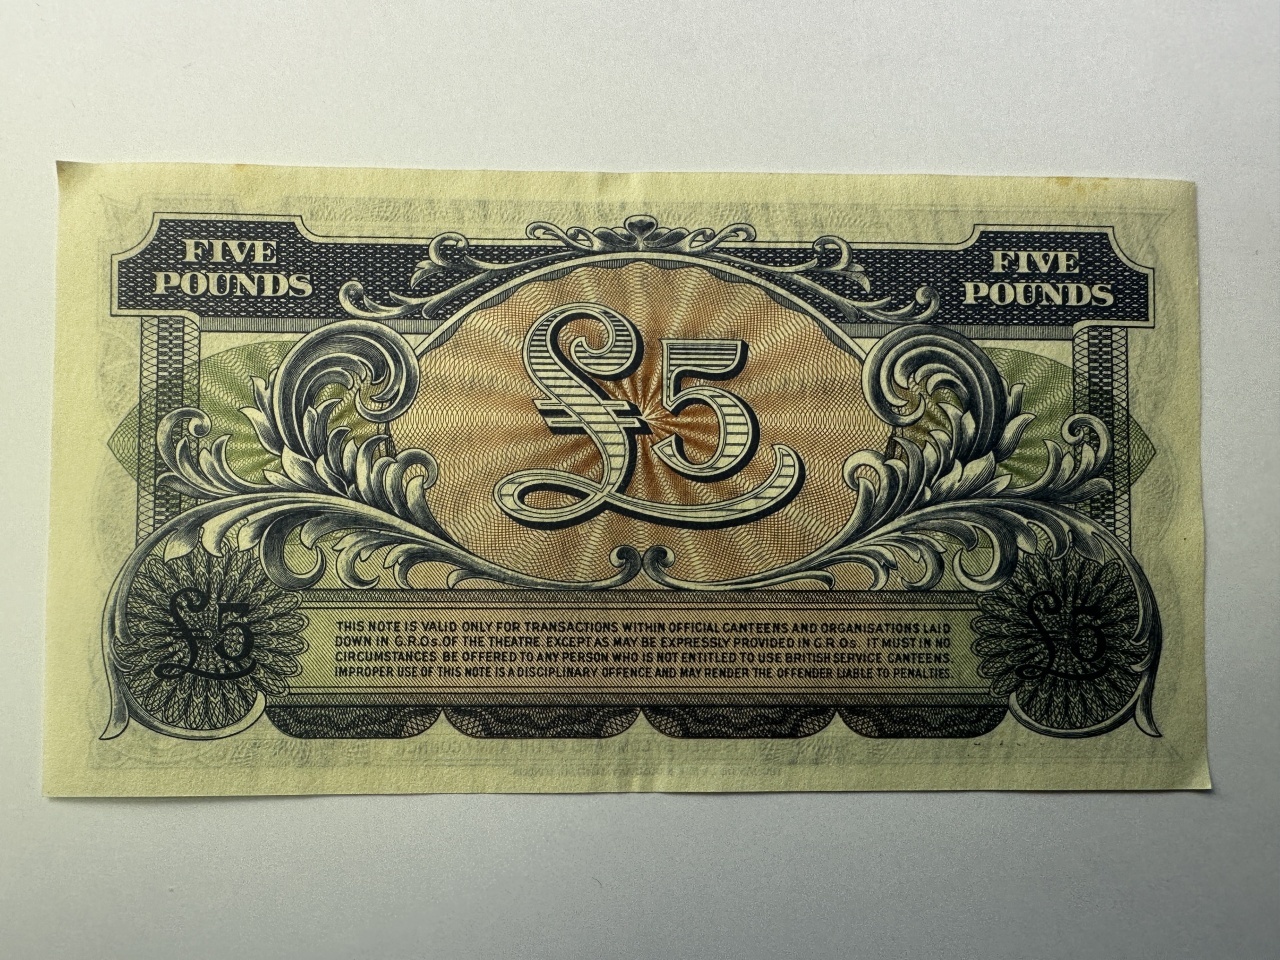 FIVE
POUNDS
FIVE
POUNDS
£5
£5
£5
THIS NOTE IS VALID ONLY FOR TRANSACTIONS WITHIN OFFICIAL CANTEENS AND ORGANISATIONS LAID
DOWN IN G.R.Os. OF THE THEATRE EXCEPT AS MAY BE EXPRESSLY PROVIDED IN G.R.Os. IT MUST IN NO
CIRCUMSTANCES BE OFFERED TO ANY PERSON WHO IS NOT ENTITLED TO USE BRITISH SERVICE CANTEENS.
IMPROPER USE OF THIS NOTE IS A DISCIPLINARY OFFENCE AND MAY RENDER THE OFFENDER LIABLE TO PENALTIES.